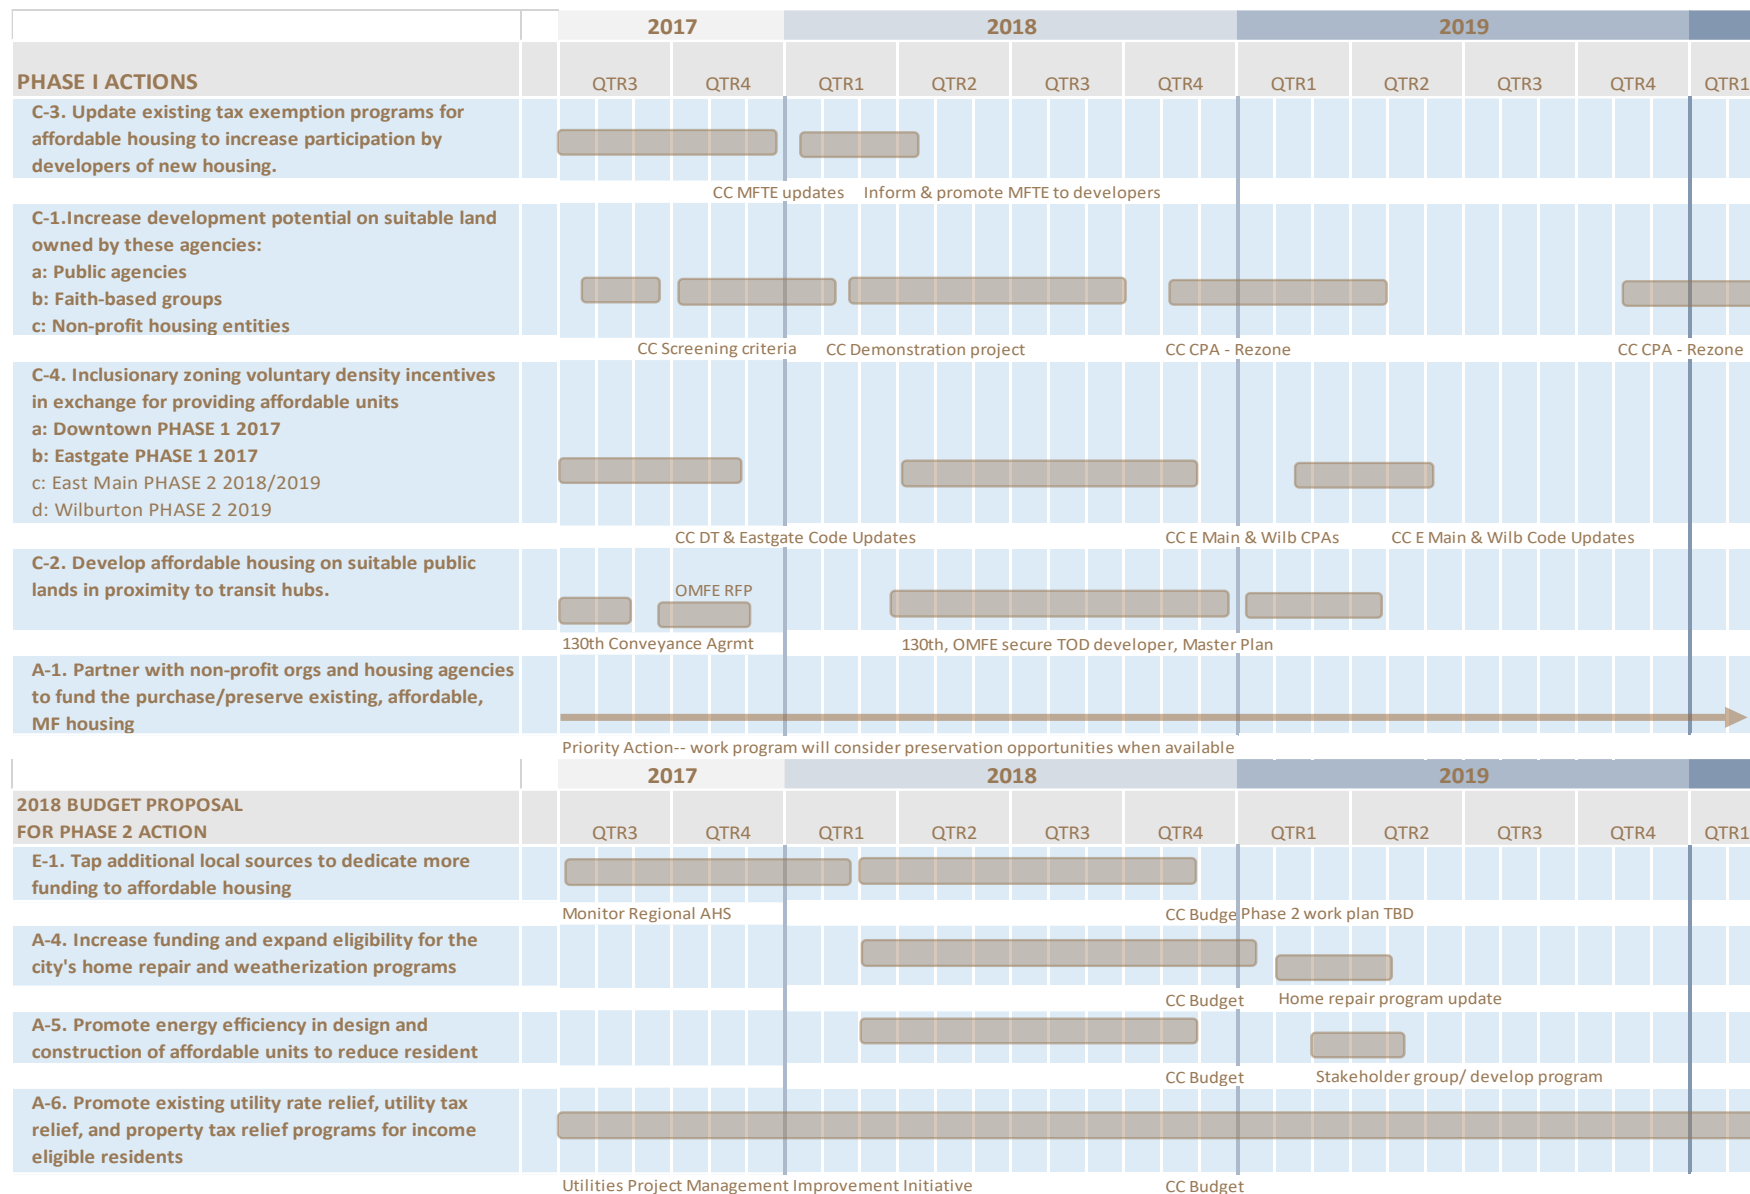 2017 2018 2019
PHASE I ACTIONS QTR3 QTR4 QTR1 QTR2 QTR3 QTR4 QTR1 QTR2 QTR3 QTR4 QTR1
C-3. Update existing tax exemption programs for
affordable housing to increase participation by
developers of new housing.
CC MFTE updates Inform & promote MFTE to developers
C-1.Increase development potential on suitable land
owned by these agencies:
a: Public agencies
b: Faith-based groups
c: Non-profit housing entities
CC Screening criteria CC Demonstration project CC CPA - Rezone CC CPA - Rezone
C-4. Inclusionary zoning voluntary density incentives
in exchange for providing affordable units
a: Downtown PHASE 1 2017
b: Eastgate PHASE 1 2017
c: East Main PHASE 2 2018/2019
d: Wilburton PHASE 2 2019
CC DT & Eastgate Code Updates CC E Main & Wilb CPAs CC E Main & Wilb Code Updates
C-2. Develop affordable housing on suitable public
lands in proximity to transit hubs.
OMFE RFP
130th Conveyance Agrmt 130th, OMFE secure TOD developer, Master Plan
A-1. Partner with non-profit orgs and housing agencies
to fund the purchase/preserve existing, affordable,
MF housing
Priority Action-- work program will consider preservation opportunities when available
2017 2018 2019
2018 BUDGET PROPOSAL
FOR PHASE 2 ACTION QTR3 QTR4 QTR1 QTR2 QTR3 QTR4 QTR1 QTR2 QTR3 QTR4 QTR1
E-1. Tap additional local sources to dedicate more
funding to affordable housing
Monitor Regional AHS CC Budge Phase 2 work plan TBD
A-4. Increase funding and expand eligibility for the
city's home repair and weatherization programs
CC Budget Home repair program update
A-5. Promote energy efficiency in design and
construction of affordable units to reduce resident
CC Budget Stakeholder group/ develop program
A-6. Promote existing utility rate relief, utility tax
relief, and property tax relief programs for income
eligible residents
Utilities Project Management Improvement Initiative CC Budget